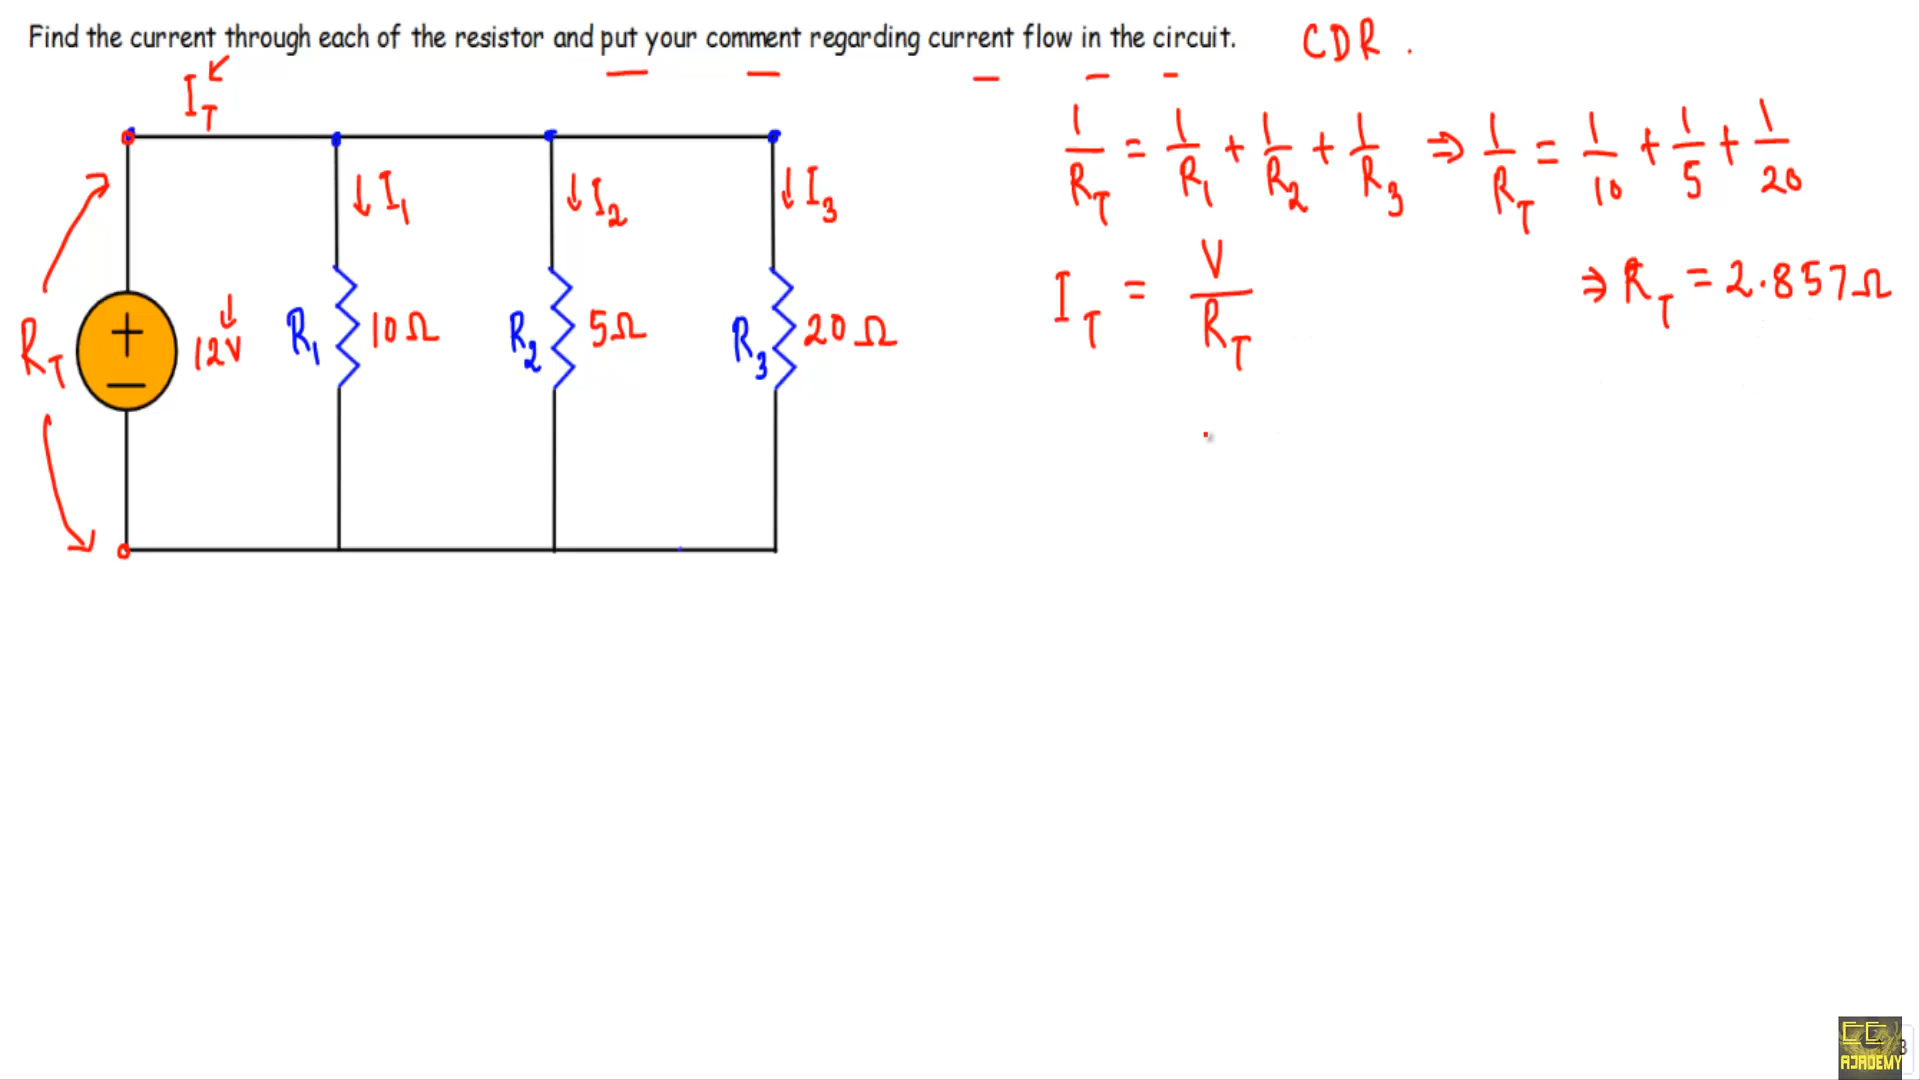 Find the current through each of the resistor and put your comment regarding current flow in the circuit. CDR.
I_T
1/R_T = 1/R_1 + 1/R_2 + 1/R_3 ⇒ 1/R_T = 1/10 + 1/5 + 1/20
↓ I_1 ↓ I_2 ↓ I_3
I_T = V/R_T ⇒ R_T = 2.857Ω
R_T + − 12V R_1 10Ω R_2 5Ω R_3 20Ω
EE
ACADEMY
3